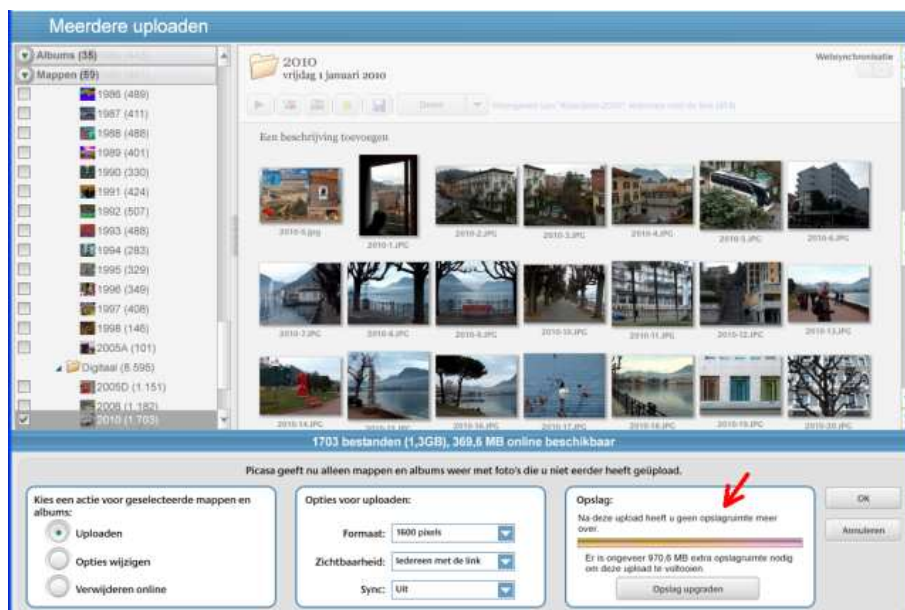 Meerdere uploaden
Albums (35)
Mappen (59)
1986 (489)
1987 (411)
1988 (488)
1989 (401)
1990 (330)
1991 (424)
1992 (507)
1993 (488)
1994 (283)
1995 (329)
1996 (349)
1997 (408)
1998 (146)
2005A (101)
Digitaal (8.595)
2005D (1.151)
2006 (1.182)
2010 (1.703)
2010
vrijdag 1 januari 2010
Websynchronisatie
Delen
Een beschrijving toevoegen
2010-0.jpg
2010-1.JPG
2010-2.JPG
2010-3.JPG
2010-4.JPG
2010-5.JPG
2010-6.JPG
2010-7.JPG
2010-8.JPG
2010-9.JPG
2010-10.JPG
2010-11.JPG
2010-12.JPG
2010-13.JPG
2010-14.JPG
2010-15.JPG
2010-16.JPG
2010-17.JPG
2010-18.JPG
2010-19.JPG
2010-20.JPG
1703 bestanden (1,3GB), 369,6 MB online beschikbaar
Picasa geeft nu alleen mappen en albums weer met foto's die u niet eerder heeft geüpload.
Kies een actie voor geselecteerde mappen en
albums:
Uploaden
Opties wijzigen
Verwijderen online
Opties voor uploaden:
Formaat: 1600 pixels
Zichtbaarheid: Iedereen met de link
Sync: Uit
Opslag:
Na deze upload heeft u geen opslagruimte meer
over.
Er is ongeveer 970,6 MB extra opslagruimte nodig
om deze upload te voltooien.
Opslag upgraden
OK
Annuleren